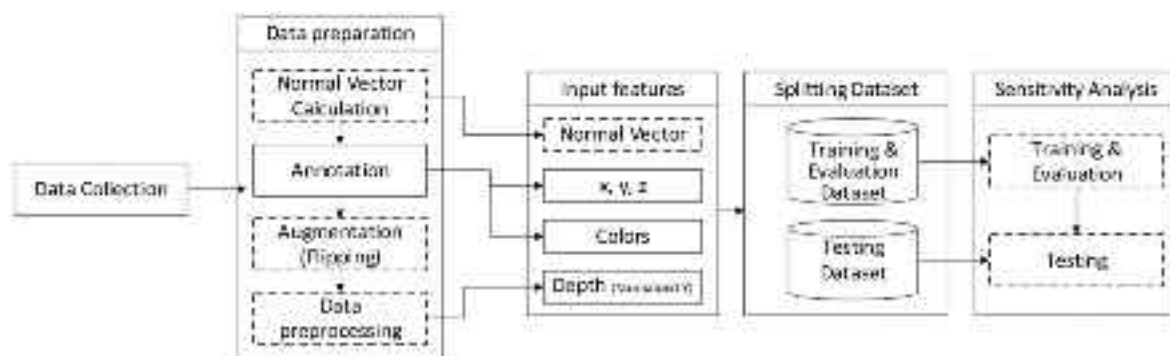 Data Collection
Data preparation
Normal Vector
Calculation
Annotation
Augmentation
(Flipping)
Data
preprocessing
Input features
Normal Vector
x, y, z
Colors
Depth
Splitting Dataset
Training &
Evaluation
Dataset
Testing
Dataset
Sensitivity Analysis
Training &
Evaluation
Testing